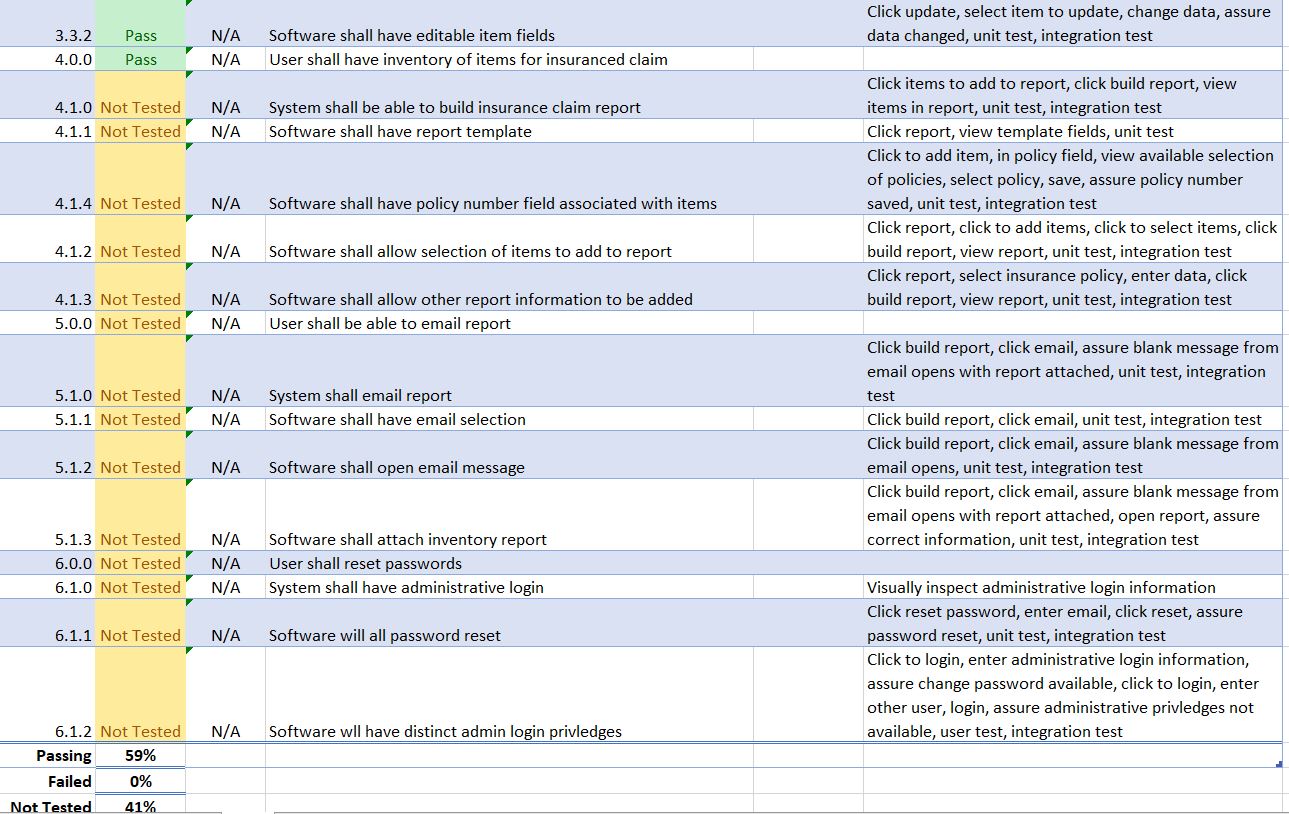 Click update, select item to update, change data, assure
3.3.2 Pass N/A Software shall have editable item fields data changed, unit test, integration test
4.0.0 Pass N/A User shall have inventory of items for insuranced claim
Click items to add to report, click build report, view
4.1.0 Not Tested N/A System shall be able to build insurance claim report items in report, unit test, integration test
4.1.1 Not Tested N/A Software shall have report template Click report, view template fields, unit test
Click to add item, in policy field, view available selection
of policies, select policy, save, assure policy number
4.1.4 Not Tested N/A Software shall have policy number field associated with items saved, unit test, integration test
Click report, click to add items, click to select items, click
4.1.2 Not Tested N/A Software shall allow selection of items to add to report build report, view report, unit test, integration test
Click report, select insurance policy, enter data, click
4.1.3 Not Tested N/A Software shall allow other report information to be added build report, view report, unit test, integration test
5.0.0 Not Tested N/A User shall be able to email report
Click build report, click email, assure blank message from
email opens with report attached, unit test, integration
5.1.0 Not Tested N/A System shall email report test
5.1.1 Not Tested N/A Software shall have email selection Click build report, click email, unit test, integration test
Click build report, click email, assure blank message from
5.1.2 Not Tested N/A Software shall open email message email opens, unit test, integration test
Click build report, click email, assure blank message from
email opens with report attached, open report, assure
5.1.3 Not Tested N/A Software shall attach inventory report correct information, unit test, integration test
6.0.0 Not Tested N/A User shall reset passwords
6.1.0 Not Tested N/A System shall have administrative login Visually inspect administrative login information
Click reset password, enter email, click reset, assure
6.1.1 Not Tested N/A Software will all password reset password reset, unit test, integration test
Click to login, enter administrative login information,
assure change password available, click to login, enter
other user, login, assure administrative privledges not
6.1.2 Not Tested N/A Software wll have distinct admin login privledges available, user test, integration test
Passing 59%
Failed 0%
Not Tested 41%